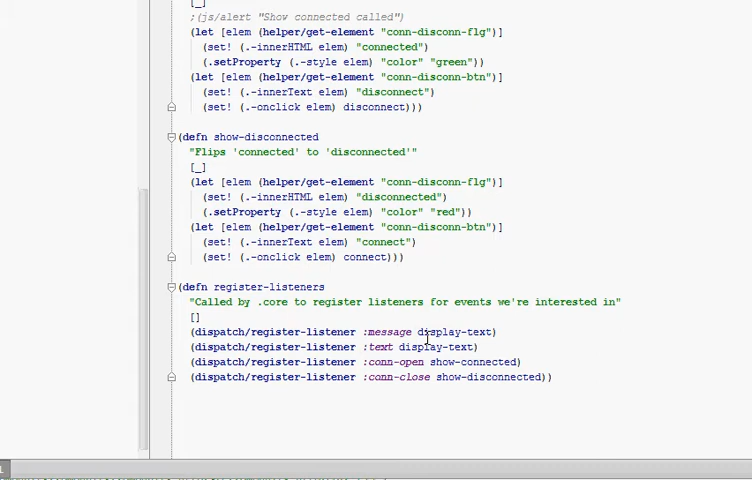 [_]
;(js/alert "Show connected called")
(let [elem (helper/get-element "conn-disconn-flg")]
(set! (.-innerHTML elem) "connected")
(.setProperty (.-style elem) "color" "green"))
(let [elem (helper/get-element "conn-disconn-btn")]
(set! (.-innerText elem) "disconnect")
(set! (.-onclick elem) disconnect)))
(defn show-disconnected
"Flips 'connected' to 'disconnected'"
[_]
(let [elem (helper/get-element "conn-disconn-flg")]
(set! (.-innerHTML elem) "disconnected")
(.setProperty (.-style elem) "color" "red"))
(let [elem (helper/get-element "conn-disconn-btn")]
(set! (.-innerText elem) "connect")
(set! (.-onclick elem) connect)))
(defn register-listeners
"Called by .core to register listeners for events we're interested in"
[]
(dispatch/register-listener :message display-text)
(dispatch/register-listener :text display-text)
(dispatch/register-listener :conn-open show-connected)
(dispatch/register-listener :conn-close show-disconnected))